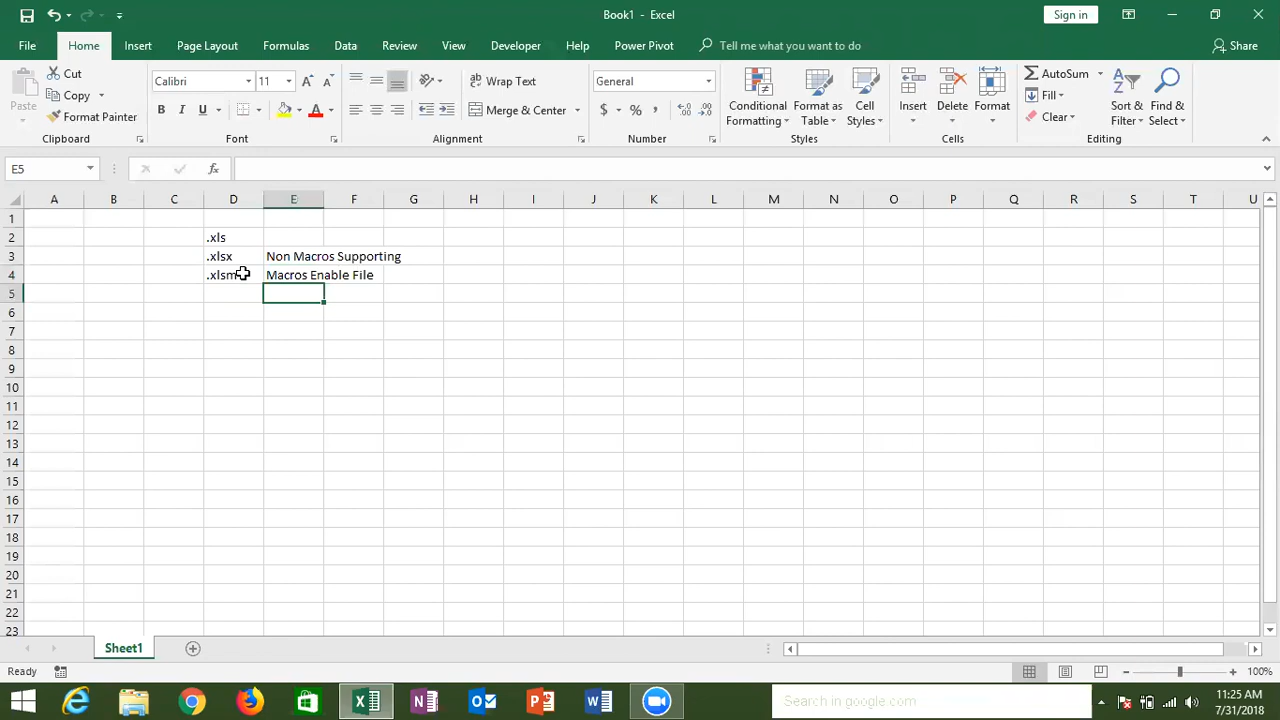 Book1 - Excel
Sign in
File Home Insert Page Layout Formulas Data Review View Developer Help Power Pivot Tell me what you want to do Share
Paste
Cut
Copy
Format Painter
Calibri 11
B I U A
Wrap Text
Merge & Center
General
$ % ,
Conditional Formatting
Format as Table
Cell Styles
Insert
Delete
Format
AutoSum
Fill
Clear
Sort & Filter
Find & Select
Clipboard Font Alignment Number Styles Cells Editing
E5 fx
A B C D E F G H I J K L M N O P Q R S T U
1
2 .xls
3 .xlsx Non Macros Supporting
4 .xlsm Macros Enable File
5
6
7
8
9
10
11
12
13
14
15
16
17
18
19
20
21
22
23
Sheet1
Ready 100%
Search in google.com
11:25 AM
7/31/2018